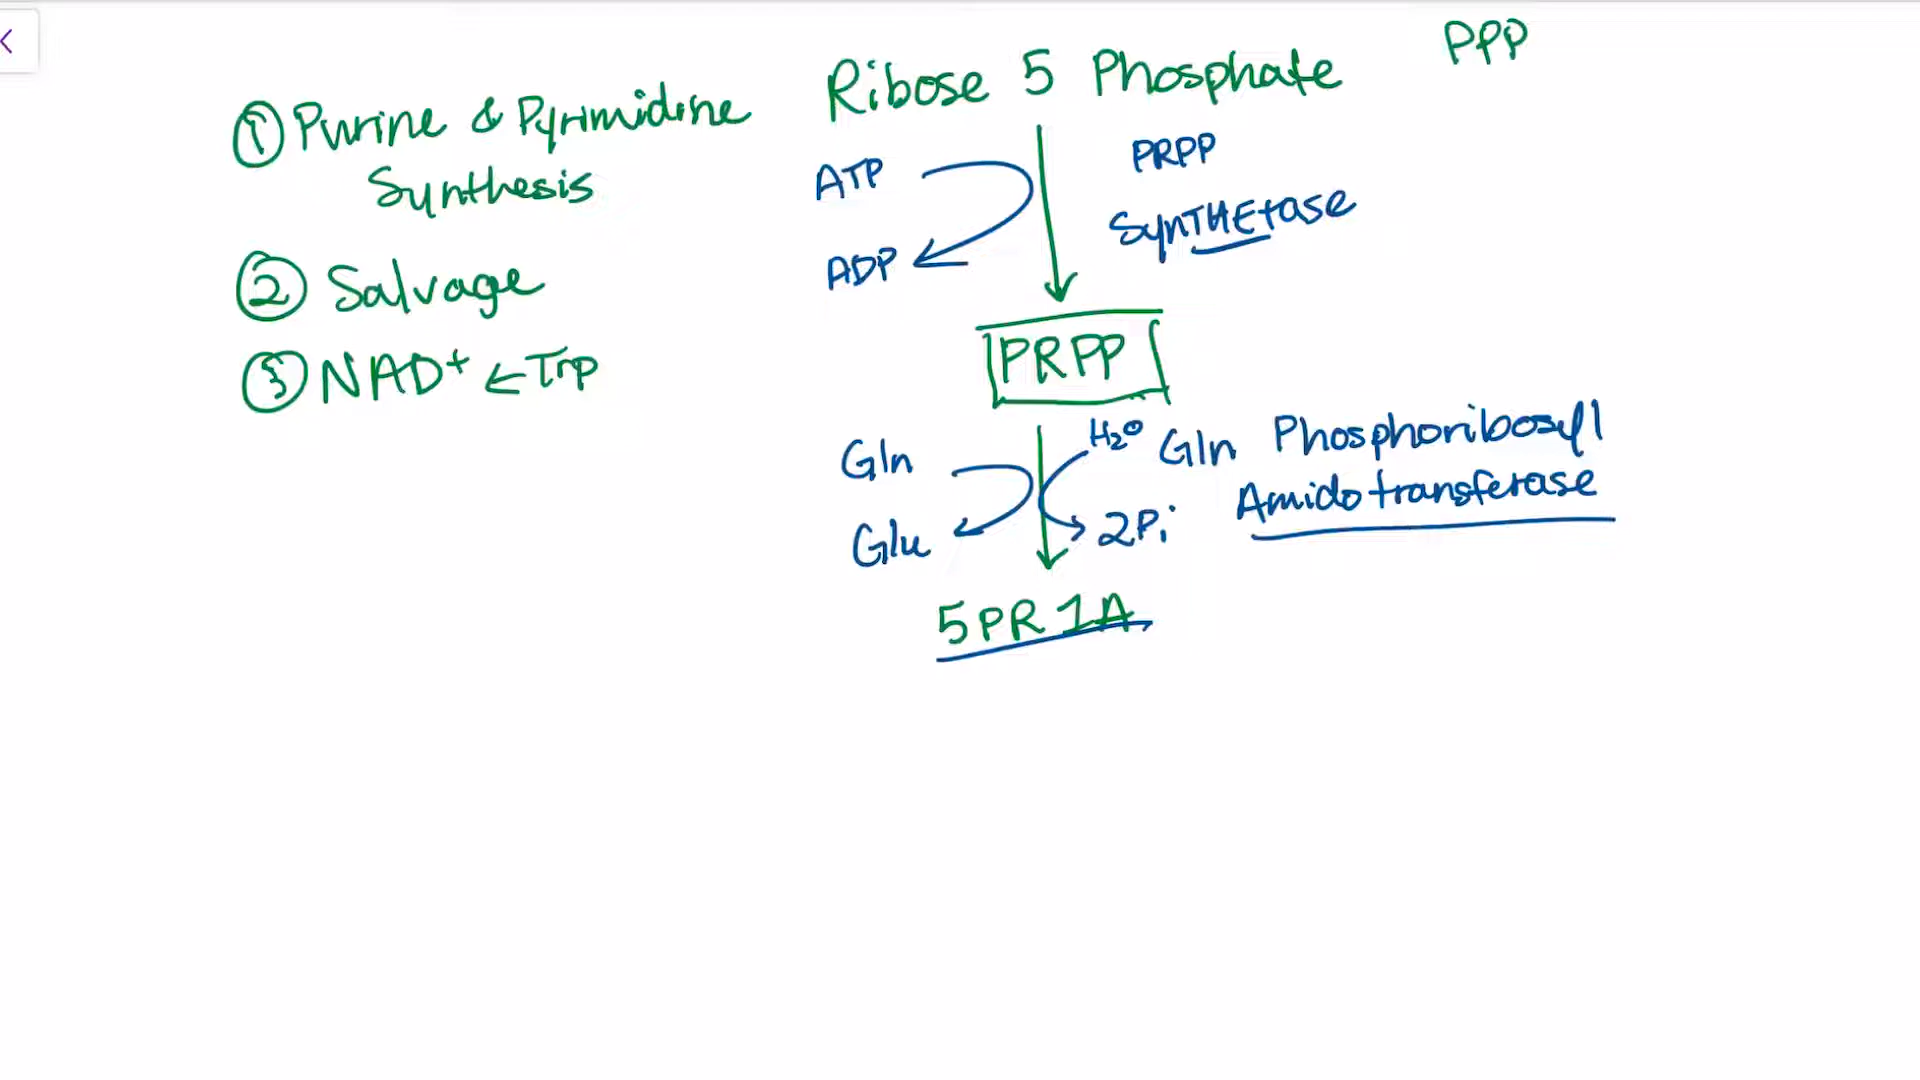 PPP
Ribose 5 Phosphate
① Purine & Pyrimidine
Synthesis
② Salvage
③ NAD+ ← Trp
ATP
ADP
PRPP
SynTHEtase
PRPP
Gln
Glu
H2O
2Pi
Gln Phosphoribosyl
Amidotransferase
5PR1A